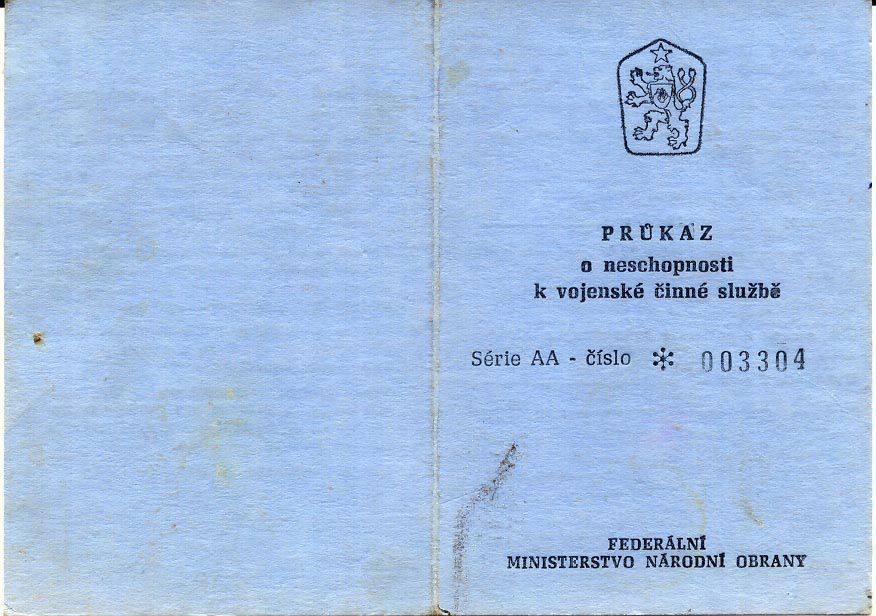 PRŮKAZ
o neschopnosti
k vojenské činné službě
Série AA - číslo * 003304
FEDERÁLNÍ
MINISTERSTVO NÁRODNÍ OBRANY